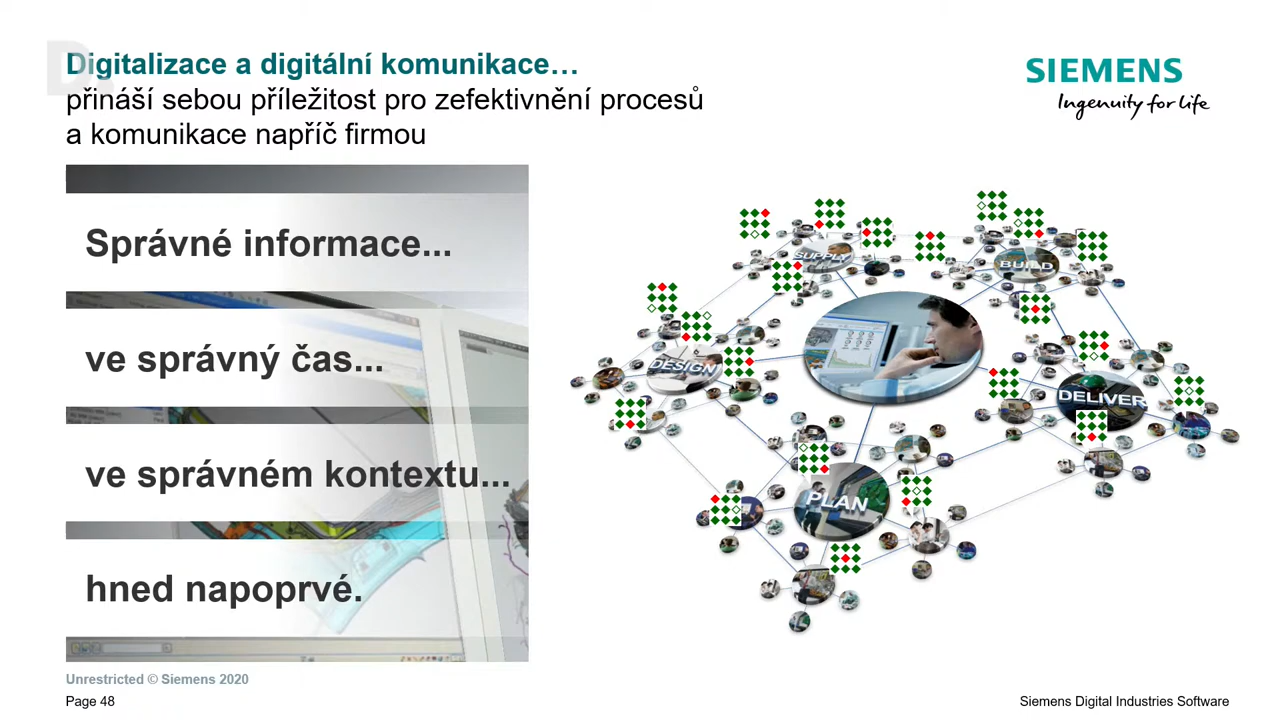 Digitalizace a digitální komunikace…
přináší sebou příležitost pro zefektivnění procesů
a komunikace napříč firmou
SIEMENS
Ingenuity for life
Správné informace...
ve správný čas...
ve správném kontextu...
hned napoprvé.
SUPPLY
BUILD
DESIGN
DELIVER
PLAN
Unrestricted © Siemens 2020
Page 48
Siemens Digital Industries Software